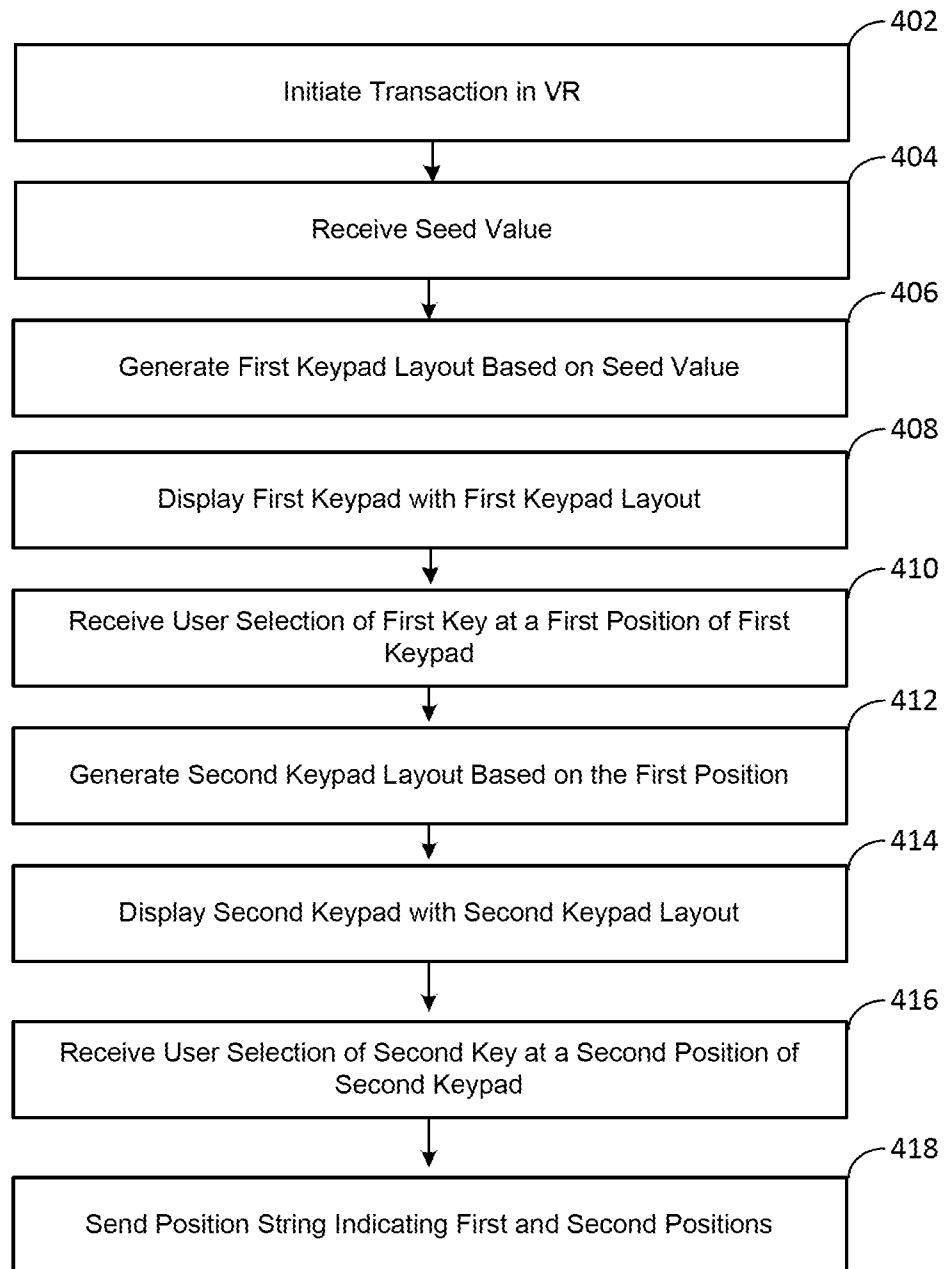 402
Initiate Transaction in VR
404
Receive Seed Value
406
Generate First Keypad Layout Based on Seed Value
408
Display First Keypad with First Keypad Layout
410
Receive User Selection of First Key at a First Position of First
Keypad
412
Generate Second Keypad Layout Based on the First Position
414
Display Second Keypad with Second Keypad Layout
416
Receive User Selection of Second Key at a Second Position of
Second Keypad
418
Send Position String Indicating First and Second Positions